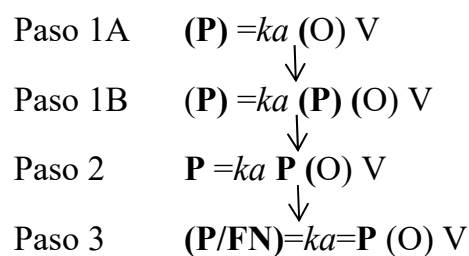 Paso 1A (P) =ka (O) V
Paso 1B (P) =ka (P) (O) V
Paso 2 P =ka P (O) V
Paso 3 (P/FN)=ka=P (O) V